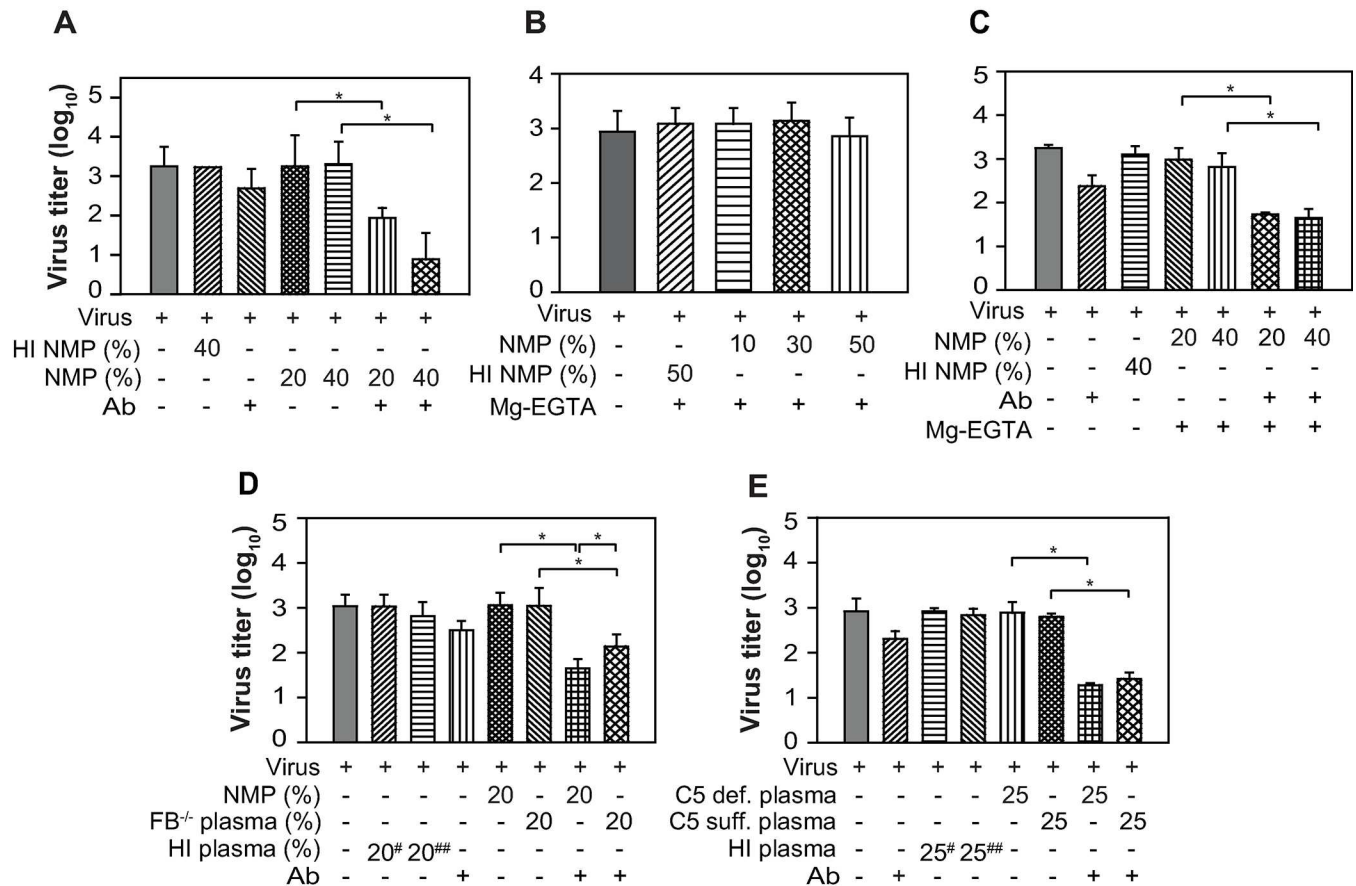 A
Virus titer (log10)
5
4
3
2
1
0
*
*
Virus + + + + + + +
HI NMP (%) - 40 - - - - -
NMP (%) - - - 20 40 20 40
Ab - - + - - + +
B
4
3
2
1
0
Virus + + + + +
NMP (%) - - 10 30 50
HI NMP (%) - 50 - - -
Mg-EGTA - + + + +
C
5
4
3
2
1
0
*
*
Virus + + + + + + +
NMP (%) - - - 20 40 20 40
HI NMP (%) - - 40 - - - -
Ab - + - - - + +
Mg-EGTA - - - + + + +
D
Virus titer (log10)
5
4
3
2
1
0
* *
*
Virus + + + + + + + +
NMP (%) - - - - 20 - 20 -
FB-/- plasma (%) - - - - - 20 - 20
HI plasma (%) - 20# 20## - - - - -
Ab - - - + - - + +
E
Virus titer (log10)
5
4
3
2
1
0
*
*
Virus + + + + + + + +
C5 def. plasma - - - - 25 - 25 -
C5 suff. plasma - - - - - 25 - 25
HI plasma - - 25# 25## - - - -
Ab - + - - - - + +